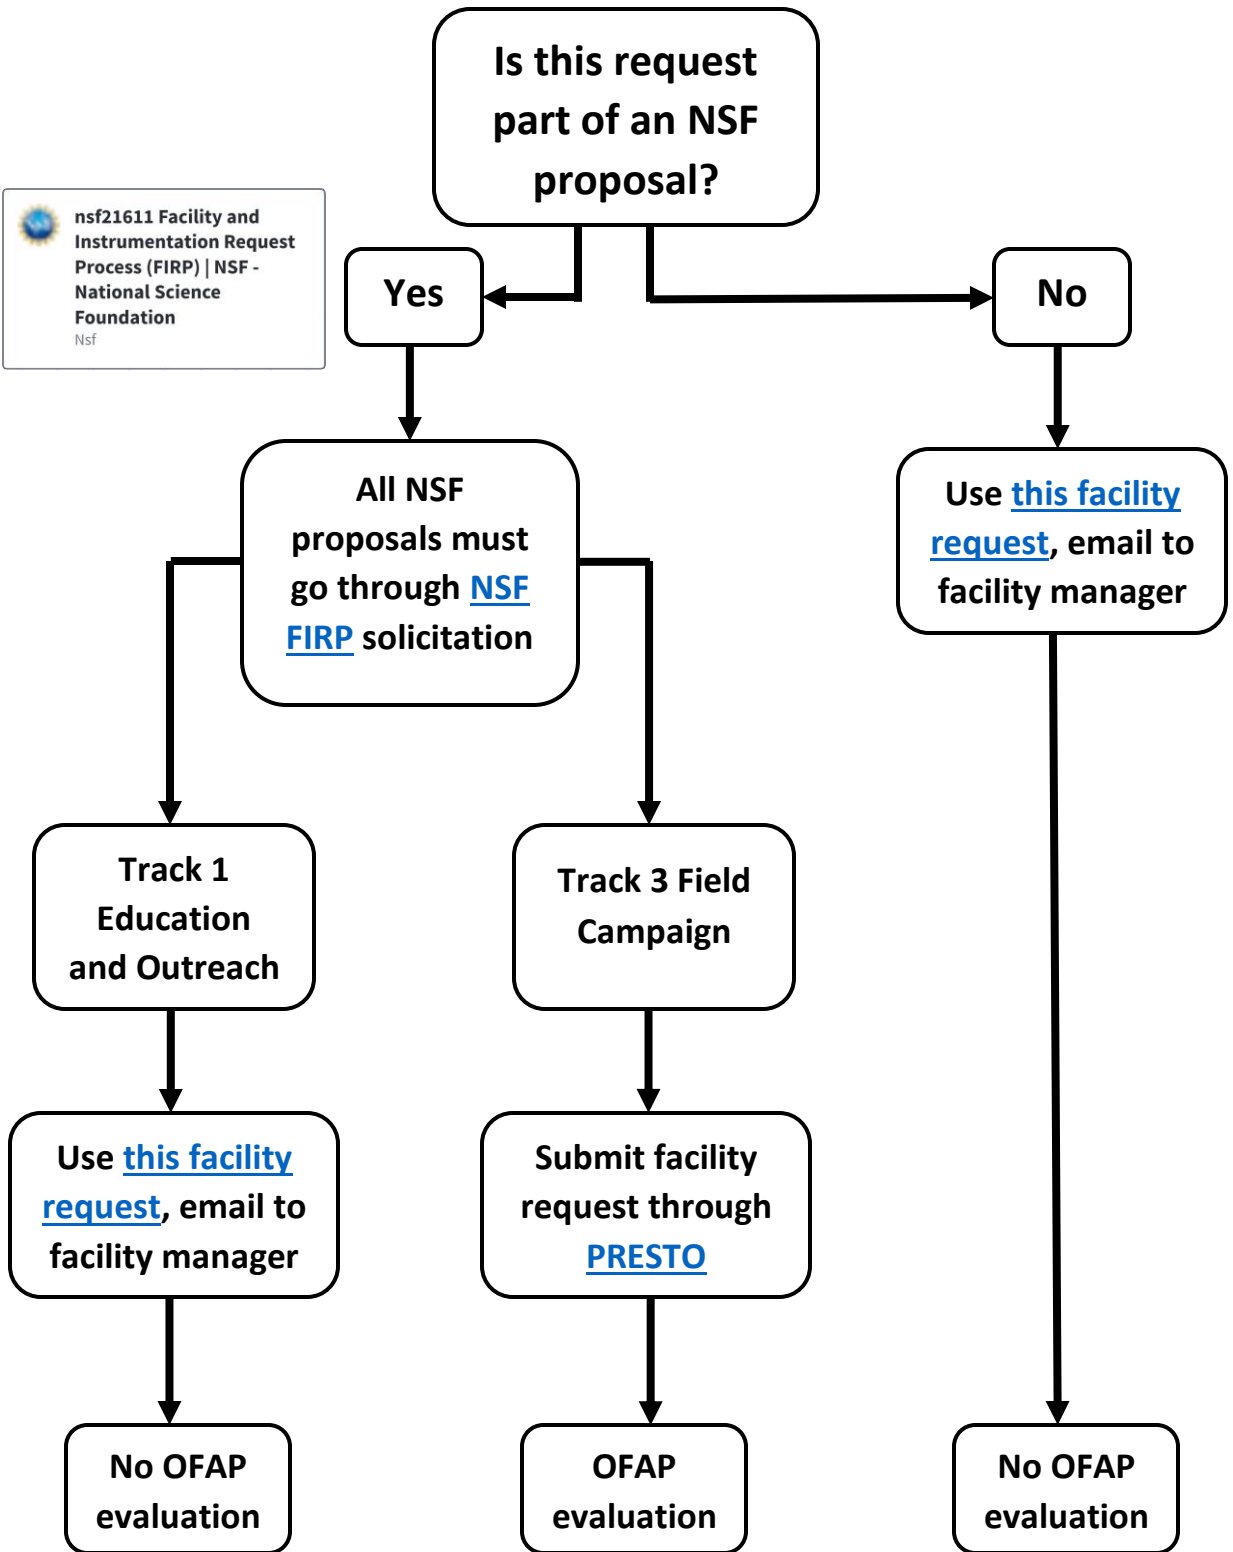 Is this request
part of an NSF
proposal?
nsf21611 Facility and
Instrumentation Request
Process (FIRP) | NSF -
National Science
Foundation
Nsf
Yes
No
All NSF
proposals must
go through NSF
FIRP solicitation
Use this facility
request, email to
facility manager
Track 1
Education
and Outreach
Track 3 Field
Campaign
Use this facility
request, email to
facility manager
Submit facility
request through
PRESTO
No OFAP
evaluation
OFAP
evaluation
No OFAP
evaluation